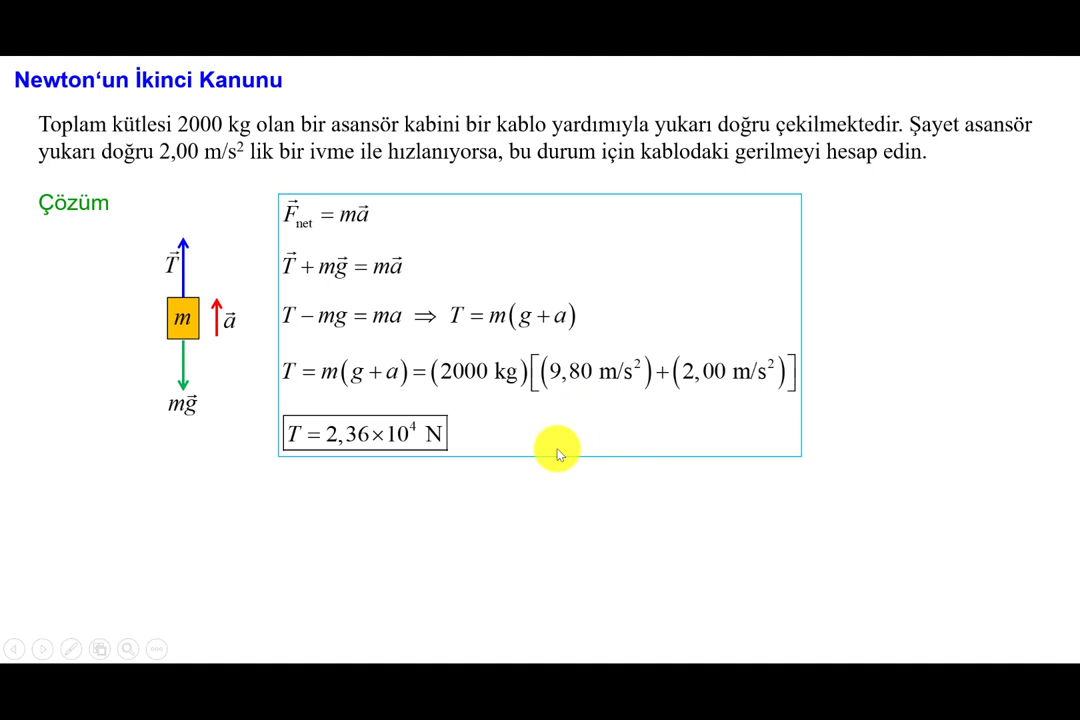 Newton‘un İkinci Kanunu
Toplam kütlesi 2000 kg olan bir asansör kabini bir kablo yardımıyla yukarı doğru çekilmektedir. Şayet asansör
yukarı doğru 2,00 m/s² lik bir ivme ile hızlanıyorsa, bu durum için kablodaki gerilmeyi hesap edin.
Çözüm
T⃗
m
a⃗
mg⃗
F⃗net = ma⃗
T⃗ + mg⃗ = ma⃗
T − mg = ma ⇒ T = m(g + a)
T = m(g + a) = (2000 kg)[(9,80 m/s²) + (2,00 m/s²)]
T = 2,36×10⁴ N